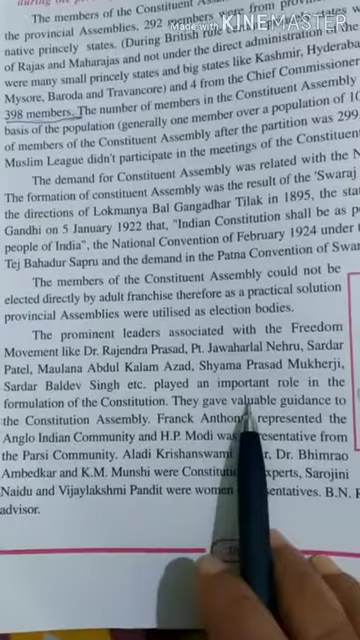 during the p
The members of the Constituent
the provincial Assemblies, 292 were from
native princely states. (During British
of Rajas and Maharajas and not under the direct administration of the
were many small princely states and big states like Kashmir, Hyderaba
Mysore, Baroda and Travancore) and 4 from the Chief Commissioner
398 members. The number of members in the Constituent Assembly
basis of the population (generally one member over a population of 10
of members of the Constituent Assembly after the partition was 299
Muslim League didn't participate in the meetings of the Constituent
The demand for Constituent Assembly was related with the N
The formation of constituent Assembly was the result of the 'Swaraj
the directions of Lokmanya Bal Gangadhar Tilak in 1895, the stat
Gandhi on 5 January 1922 that, "Indian Constitution shall be as p
people of India", the National Convention of February 1924 under
Tej Bahadur Sapru and the demand in the Patna Convention of Swar
The members of the Constituent Assembly could not be
elected directly by adult franchise therefore as a practical solution
provincial Assemblies were utilised as election bodies.
The prominent leaders associated with the Freedom
Movement like Dr. Rajendra Prasad, Pt. Jawaharlal Nehru, Sardar
Patel, Maulana Abdul Kalam Azad, Shyama Prasad Mukherji,
Sardar Baldev Singh etc. played an important role in the
formulation of the Constitution. They gave valuable guidance to
the Constitution Assembly. Franck Anthony represented the
Anglo Indian Community and H.P. Modi was representative from
the Parsi Community. Aladi Krishanswami r, Dr. Bhimrao
Ambedkar and K.M. Munshi were Constituti xperts, Sarojini
Naidu and Vijaylakshmi Pandit were women sentatives. B.N. R
advisor.
Made with KINEMASTER